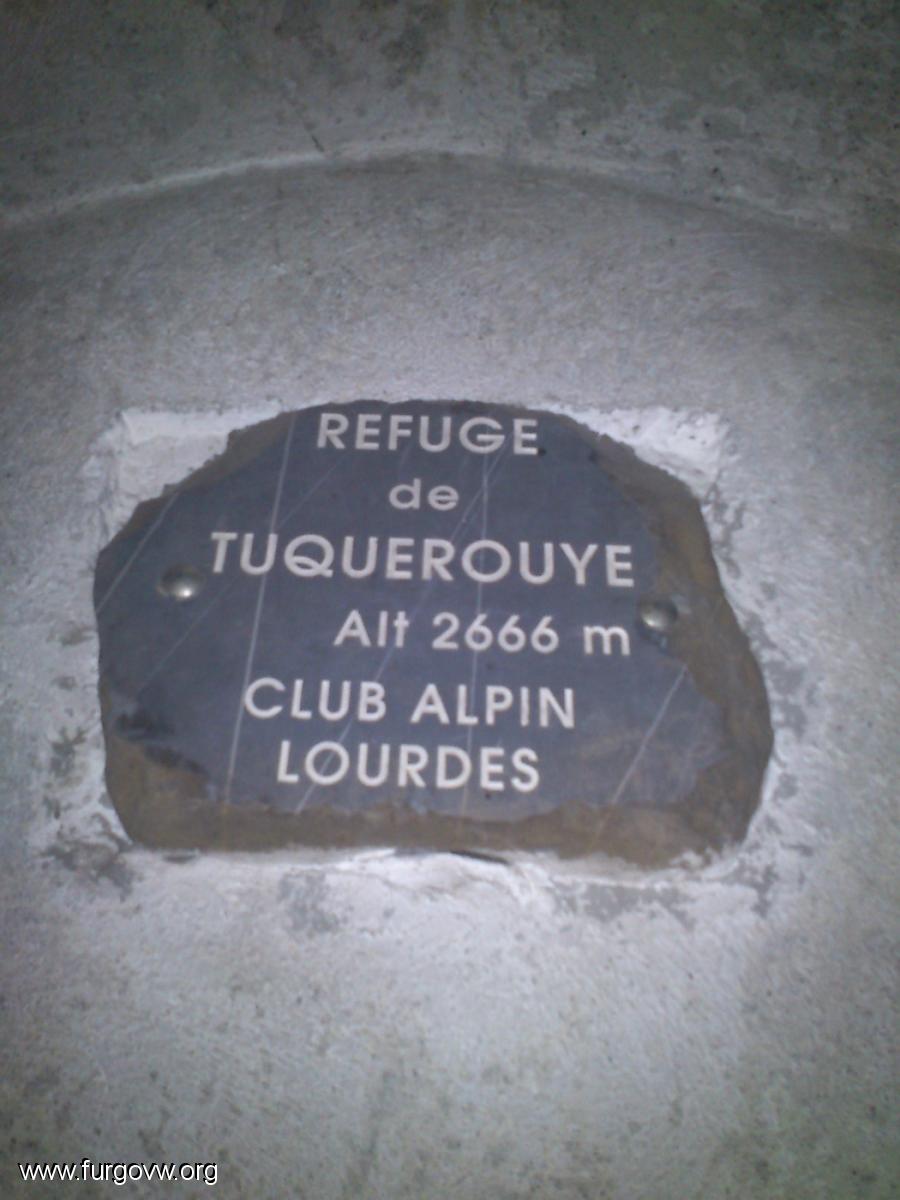 REFUGE
de
TUQUEROUYE
Alt 2666 m
CLUB ALPIN
LOURDES
www.furgovw.org